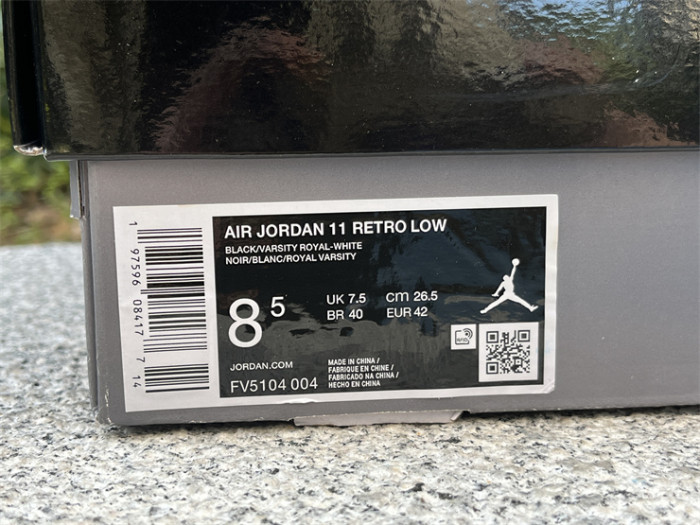 AIR JORDAN 11 RETRO LOW
BLACK/VARSITY ROYAL-WHITE
NOIR/BLANC/ROYAL VARSITY
8 5
UK 7.5 cm 26.5
BR 40 EUR 42
JORDAN.COM
FV5104 004
MADE IN CHINA /
FABRIQUE EN CHINE /
FABRICADO NA CHINA /
HECHO EN CHINA
1 97596 08417 7 14